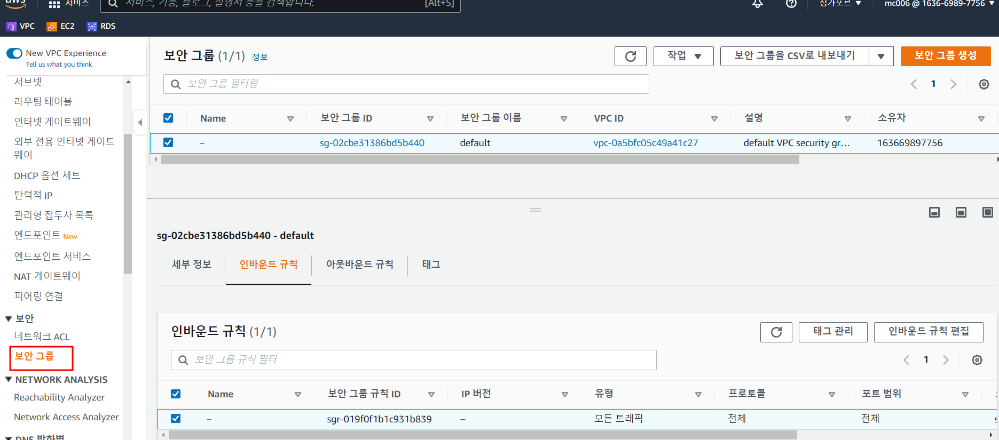 aws
서비스
서비스, 기능, 블로그, 설명서 등을 검색합니다.
[Alt+S]
싱가포르
mc006 @ 1636-6989-7756
VPC
EC2
RDS
New VPC Experience
Tell us what you think
서브넷
라우팅 테이블
인터넷 게이트웨이
외부 전용 인터넷 게이트
웨이
DHCP 옵션 세트
탄력적 IP
관리형 접두사 목록
엔드포인트 New
엔드포인트 서비스
NAT 게이트웨이
피어링 연결
보안
네트워크 ACL
보안 그룹
NETWORK ANALYSIS
Reachability Analyzer
Network Access Analyzer
DNS 방화벽
보안 그룹 (1/1) 정보
작업
보안 그룹을 CSV로 내보내기
보안 그룹 생성
보안 그룹 필터링
1
Name 보안 그룹 ID 보안 그룹 이름 VPC ID 설명 소유자
– sg-02cbe31386bd5b440 default vpc-0a5bfc05c49a41c27 default VPC security gr... 163669897756
sg-02cbe31386bd5b440 - default
세부 정보 인바운드 규칙 아웃바운드 규칙 태그
인바운드 규칙 (1/1)
태그 관리
인바운드 규칙 편집
보안 그룹 규칙 필터
1
Name 보안 그룹 규칙 ID IP 버전 유형 프로토콜 포트 범위
– sgr-019f0f1b1c931b839 – 모든 트래픽 전체 전체